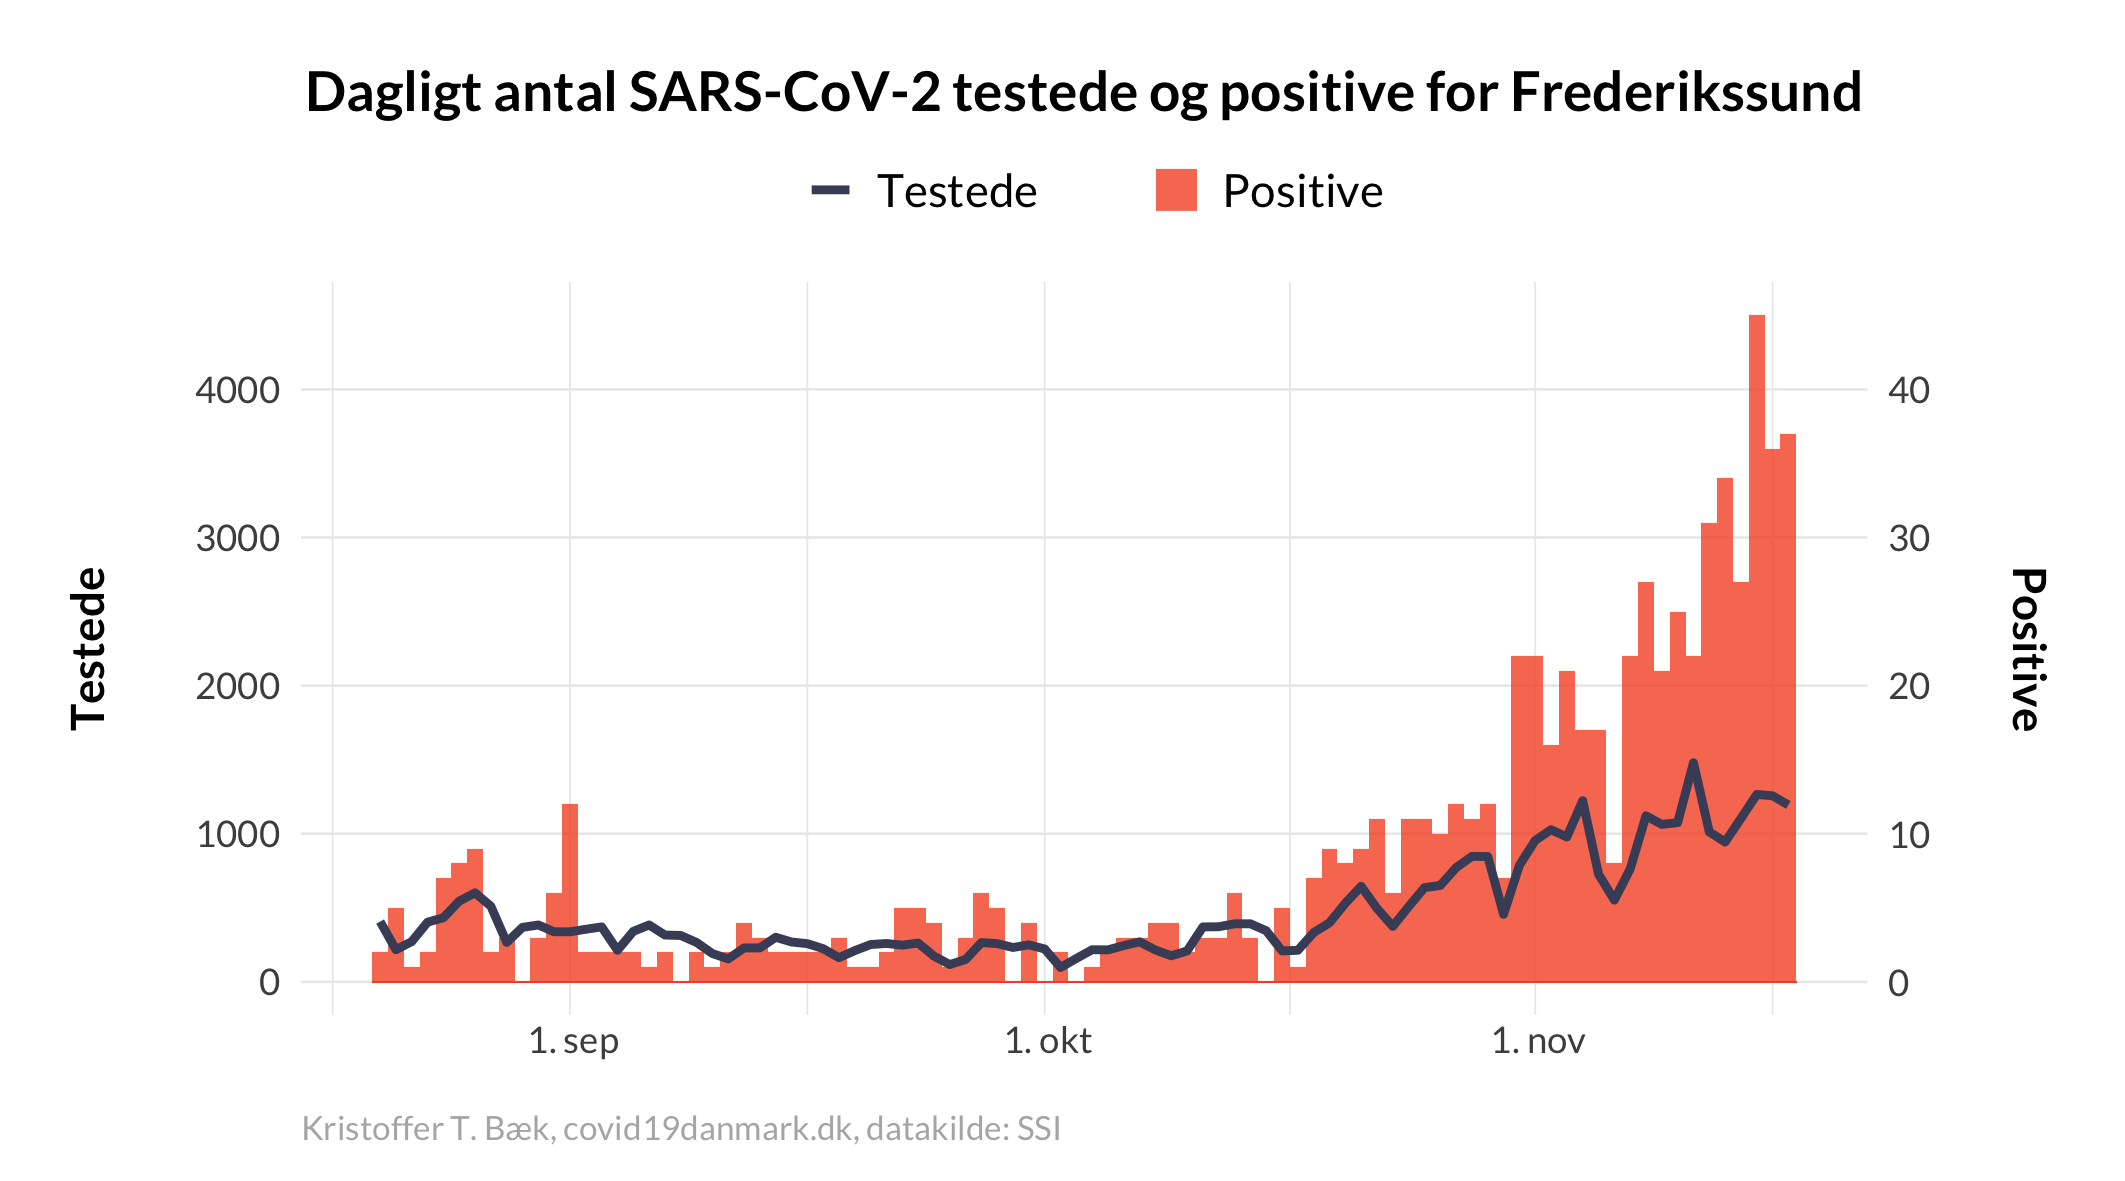 Dagligt antal SARS-CoV-2 testede og positive for Frederikssund
Testede
Positive
Testede
4000
3000
2000
1000
0
40
30
20
10
0
Positive
1. sep
1. okt
1. nov
Kristoffer T. Bæk, covid19danmark.dk, datakilde: SSI